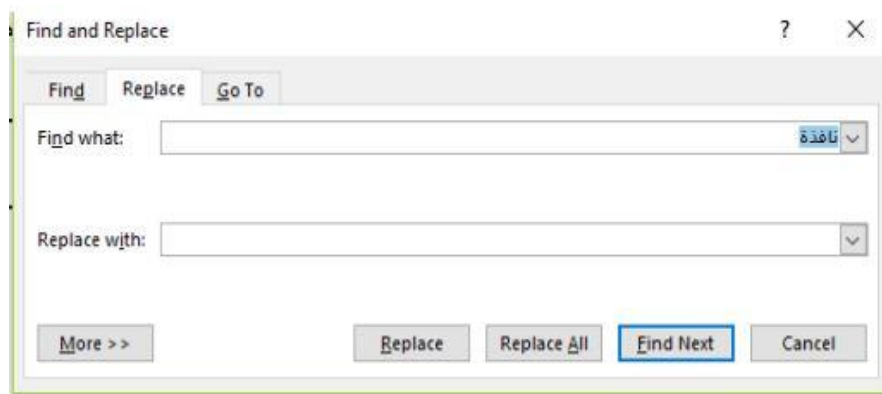 Find and Replace ? X
Find Replace Go To
Find what: نافذة
Replace with:
More >> Replace Replace All Find Next Cancel